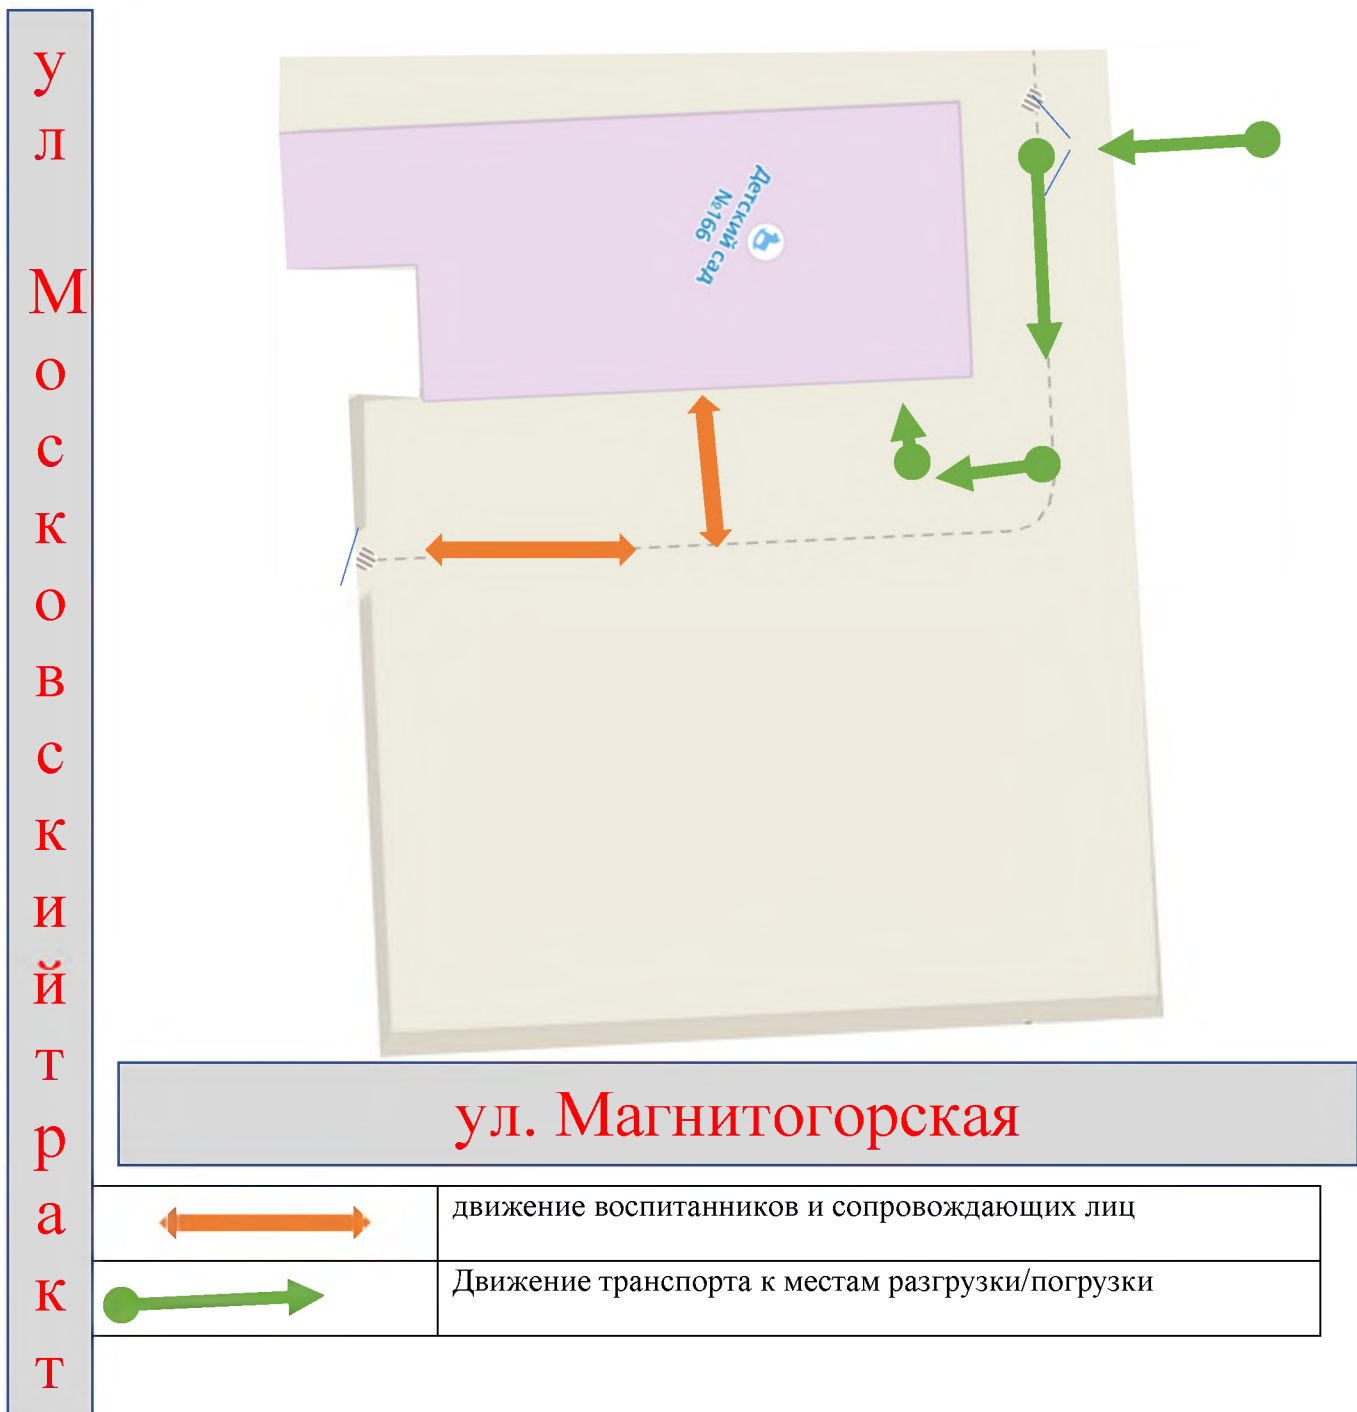 ул Московский тракт
Детский сад
№166
ул. Магнитогорская
движение воспитанников и сопровождающих лиц
Движение транспорта к местам разгрузки/погрузки